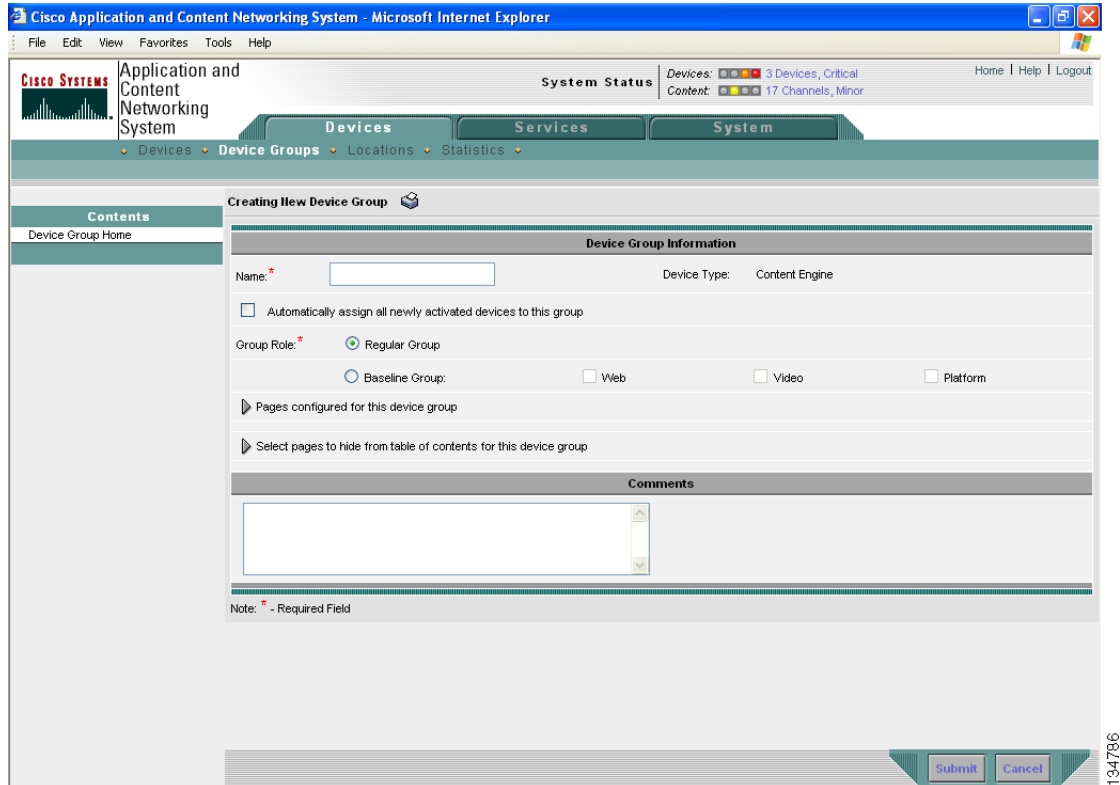 Cisco Application and Content Networking System - Microsoft Internet Explorer
File Edit View Favorites Tools Help
CISCO SYSTEMS
Application and
Content
Networking
System
System Status
Devices: 3 Devices, Critical
Content: 17 Channels, Minor
Home | Help | Logout
Devices Services System
Devices Device Groups Locations Statistics
Contents
Device Group Home
Creating New Device Group
Device Group Information
Name:* Device Type: Content Engine
Automatically assign all newly activated devices to this group
Group Role:* Regular Group
Baseline Group: Web Video Platform
Pages configured for this device group
Select pages to hide from table of contents for this device group
Comments
Note: * - Required Field
Submit Cancel
134786